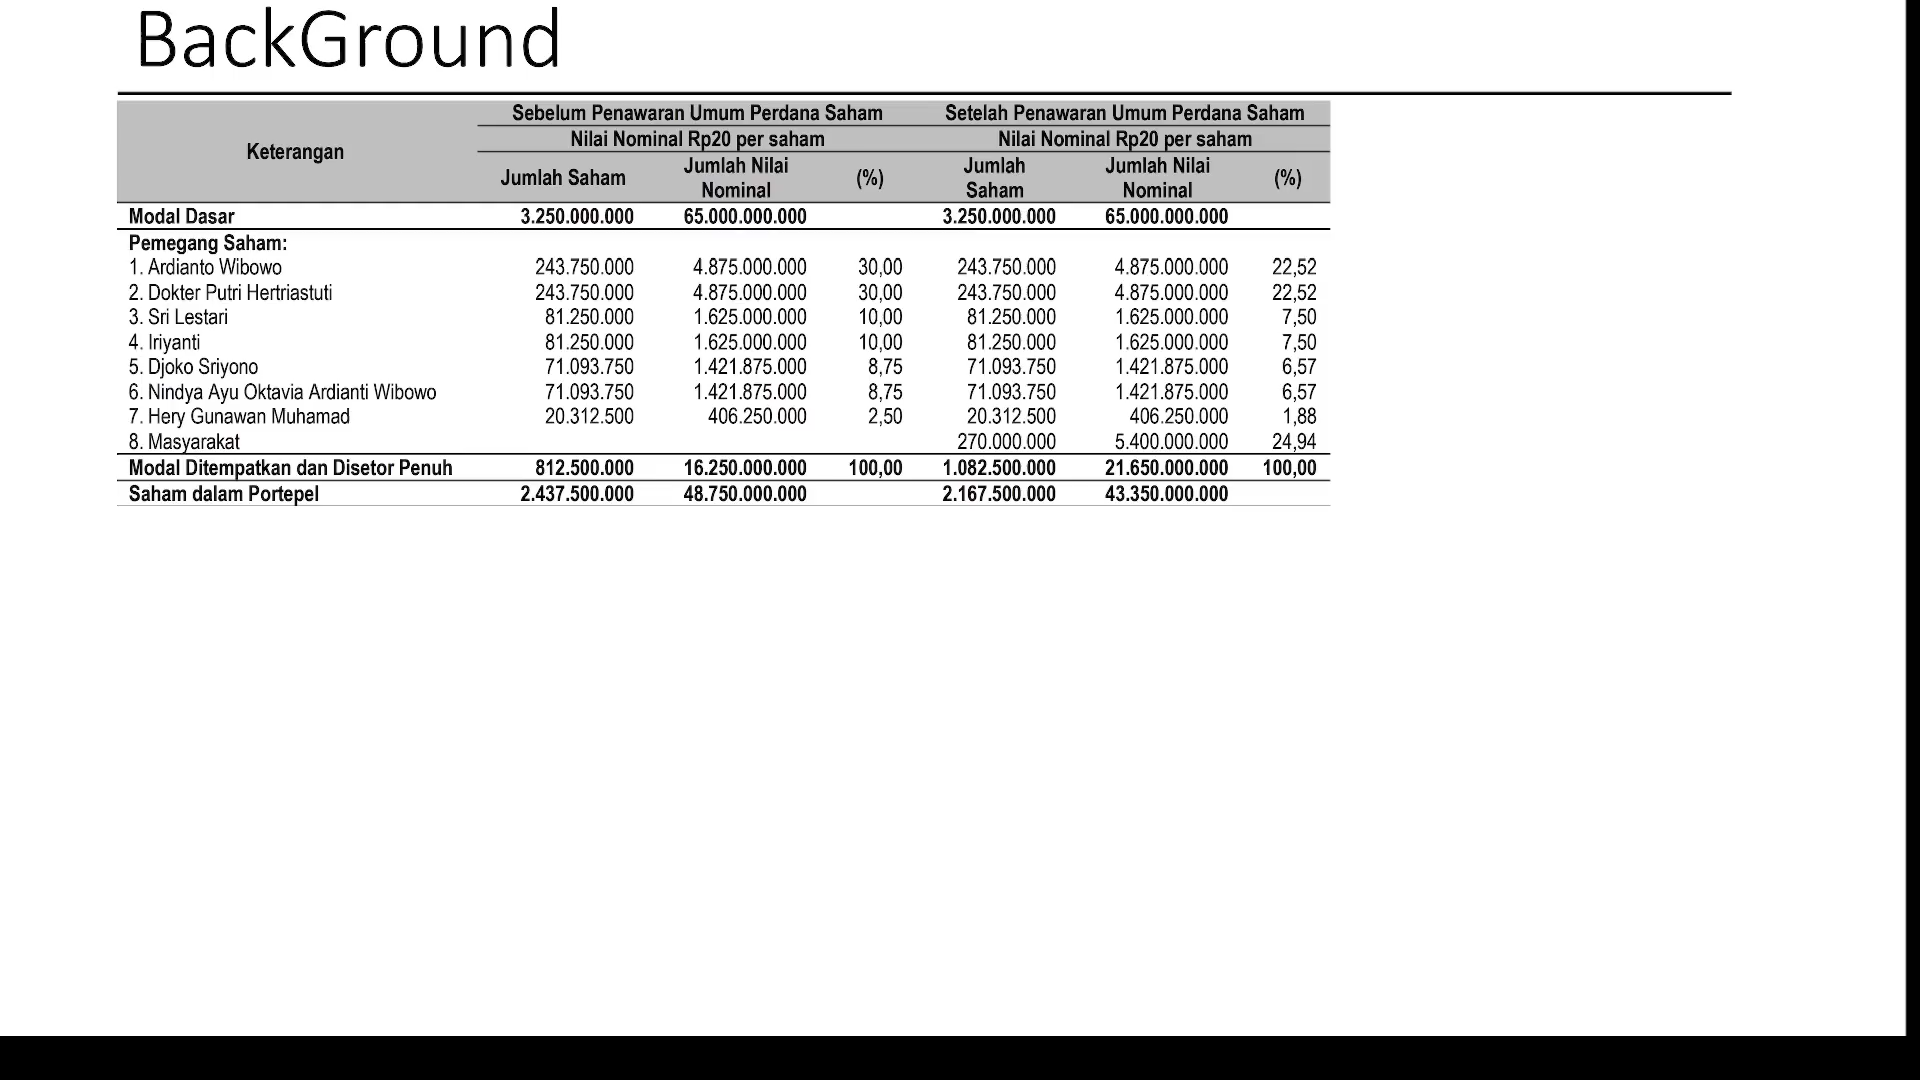 BackGround
Keterangan
Sebelum Penawaran Umum Perdana Saham Setelah Penawaran Umum Perdana Saham
Nilai Nominal Rp20 per saham Nilai Nominal Rp20 per saham
Jumlah Saham Jumlah Nilai Nominal (%) Jumlah Saham Jumlah Nilai Nominal (%)
Modal Dasar 3.250.000.000 65.000.000.000 3.250.000.000 65.000.000.000
Pemegang Saham:
1. Ardianto Wibowo 243.750.000 4.875.000.000 30,00 243.750.000 4.875.000.000 22,52
2. Dokter Putri Hertriastuti 243.750.000 4.875.000.000 30,00 243.750.000 4.875.000.000 22,52
3. Sri Lestari 81.250.000 1.625.000.000 10,00 81.250.000 1.625.000.000 7,50
4. Iriyanti 81.250.000 1.625.000.000 10,00 81.250.000 1.625.000.000 7,50
5. Djoko Sriyono 71.093.750 1.421.875.000 8,75 71.093.750 1.421.875.000 6,57
6. Nindya Ayu Oktavia Ardianti Wibowo 71.093.750 1.421.875.000 8,75 71.093.750 1.421.875.000 6,57
7. Hery Gunawan Muhamad 20.312.500 406.250.000 2,50 20.312.500 406.250.000 1,88
8. Masyarakat 270.000.000 5.400.000.000 24,94
Modal Ditempatkan dan Disetor Penuh 812.500.000 16.250.000.000 100,00 1.082.500.000 21.650.000.000 100,00
Saham dalam Portepel 2.437.500.000 48.750.000.000 2.167.500.000 43.350.000.000